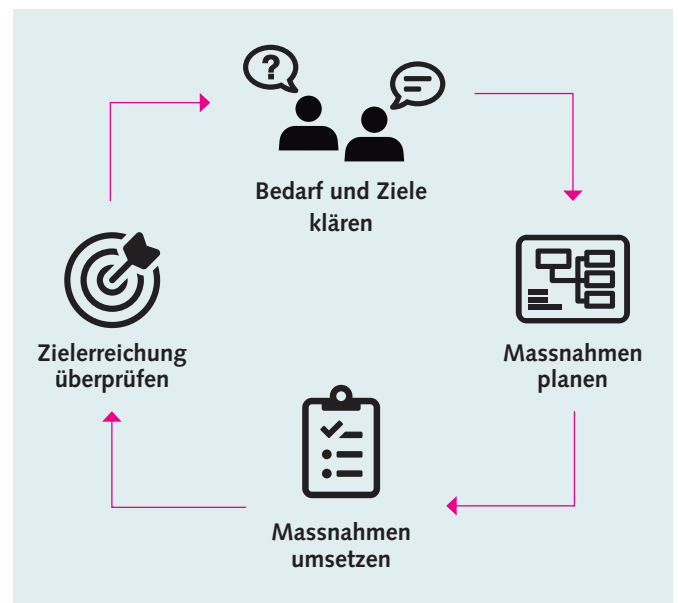 ?
Bedarf und Ziele
klären
Massnahmen
planen
Massnahmen
umsetzen
Zielerreichung
überprüfen